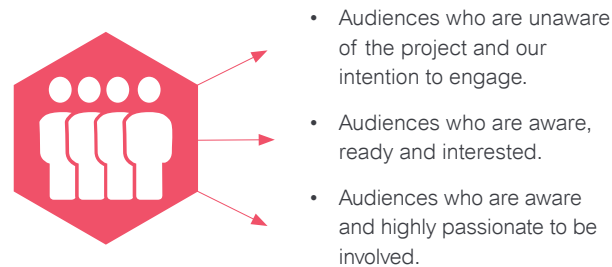 • Audiences who are unaware
of the project and our
intention to engage.
• Audiences who are aware,
ready and interested.
• Audiences who are aware
and highly passionate to be
involved.